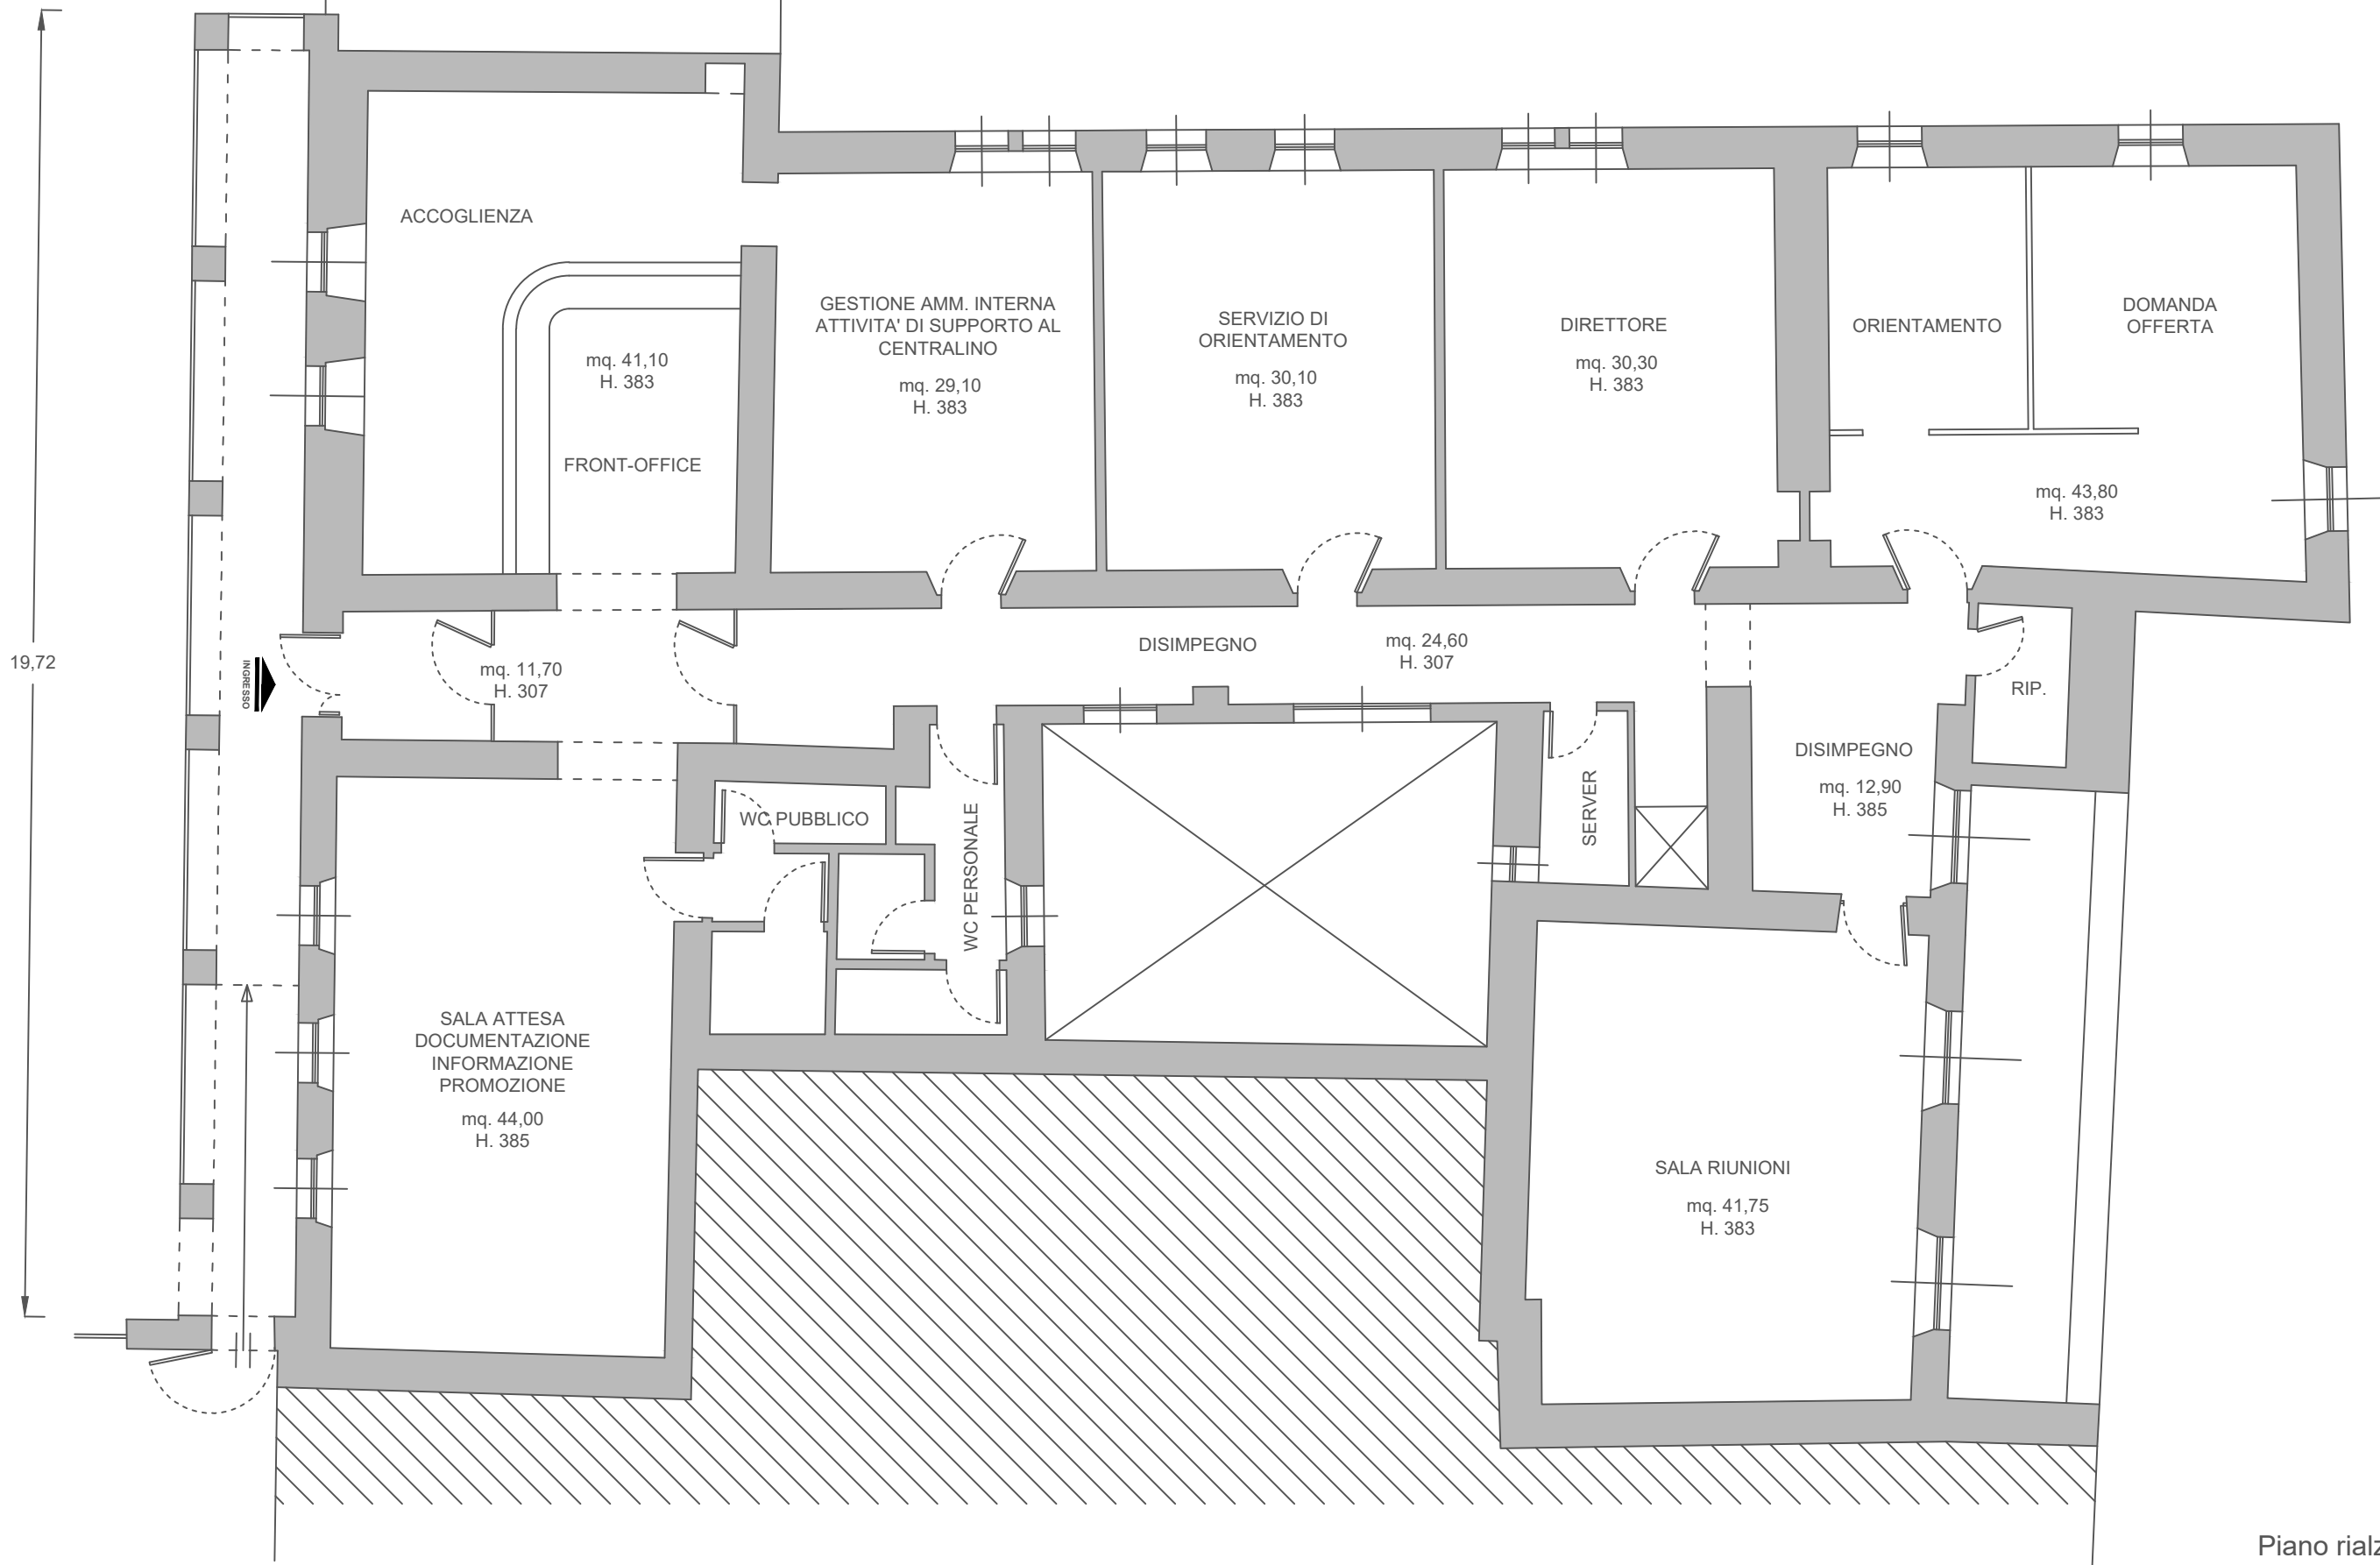 ACCOGLIENZA
mq. 41,10
H. 383
FRONT-OFFICE
GESTIONE AMM. INTERNA
ATTIVITA' DI SUPPORTO AL
CENTRALINO
mq. 29,10
H. 383
SERVIZIO DI
ORIENTAMENTO
mq. 30,10
H. 383
DIRETTORE
mq. 30,30
H. 383
ORIENTAMENTO
DOMANDA
OFFERTA
mq. 43,80
H. 383
19,72
INGRESSO
mq. 11,70
H. 307
DISIMPEGNO
mq. 24,60
H. 307
RIP.
DISIMPEGNO
mq. 12,90
H. 385
WC PUBBLICO
WC PERSONALE
SERVER
SALA ATTESA
DOCUMENTAZIONE
INFORMAZIONE
PROMOZIONE
mq. 44,00
H. 385
SALA RIUNIONI
mq. 41,75
H. 383
Piano rialz